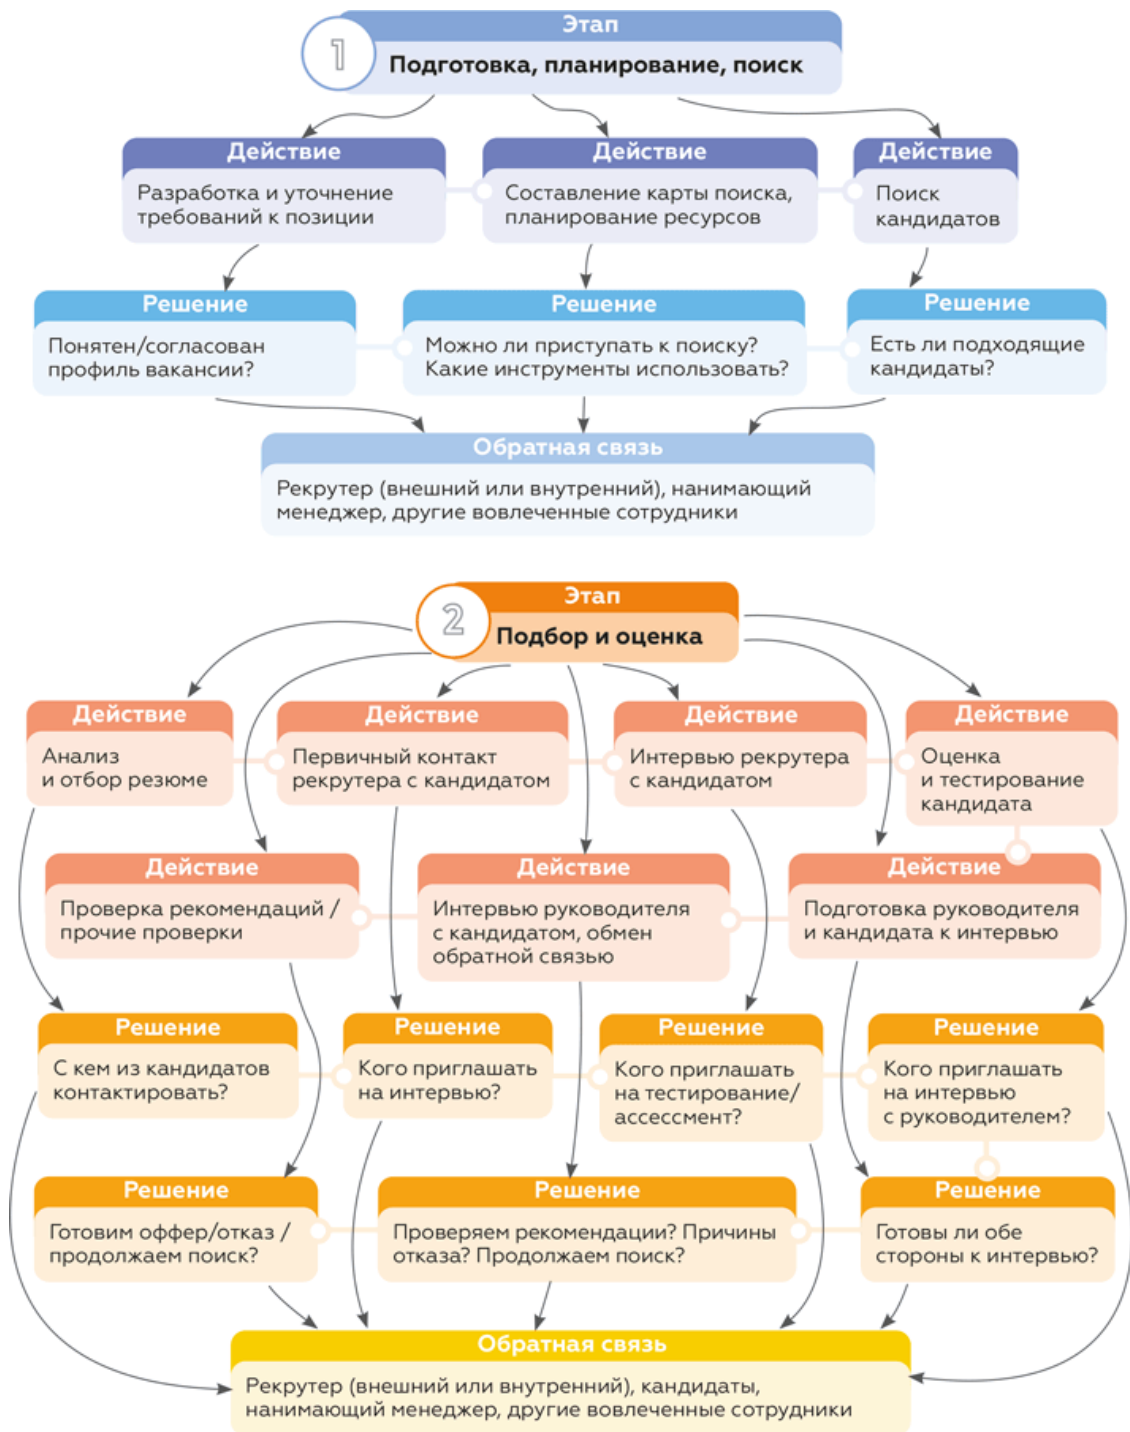 Этап
1
Подготовка, планирование, поиск
Действие
Разработка и уточнение
требований к позиции
Действие
Составление карты поиска,
планирование ресурсов
Действие
Поиск
кандидатов
Решение
Понятен/согласован
профиль вакансии?
Решение
Можно ли приступать к поиску?
Какие инструменты использовать?
Решение
Есть ли подходящие
кандидаты?
Обратная связь
Рекрутер (внешний или внутренний), нанимающий
менеджер, другие вовлеченные сотрудники
Этап
2
Подбор и оценка
Действие
Анализ
и отбор резюме
Действие
Первичный контакт
рекрутера с кандидатом
Действие
Интервью рекрутера
с кандидатом
Действие
Оценка
и тестирование
кандидата
Действие
Проверка рекомендаций /
прочие проверки
Действие
Интервью руководителя
с кандидатом, обмен
обратной связью
Действие
Подготовка руководителя
и кандидата к интервью
Решение
С кем из кандидатов
контактировать?
Решение
Кого приглашать
на интервью?
Решение
Кого приглашать
на тестирование/
ассессмент?
Решение
Кого приглашать
на интервью
с руководителем?
Решение
Готовим оффер/отказ /
продолжаем поиск?
Решение
Проверяем рекомендации? Причины
отказа? Продолжаем поиск?
Решение
Готовы ли обе
стороны к интервью?
Обратная связь
Рекрутер (внешний или внутренний), кандидаты,
нанимающий менеджер, другие вовлеченные сотрудники